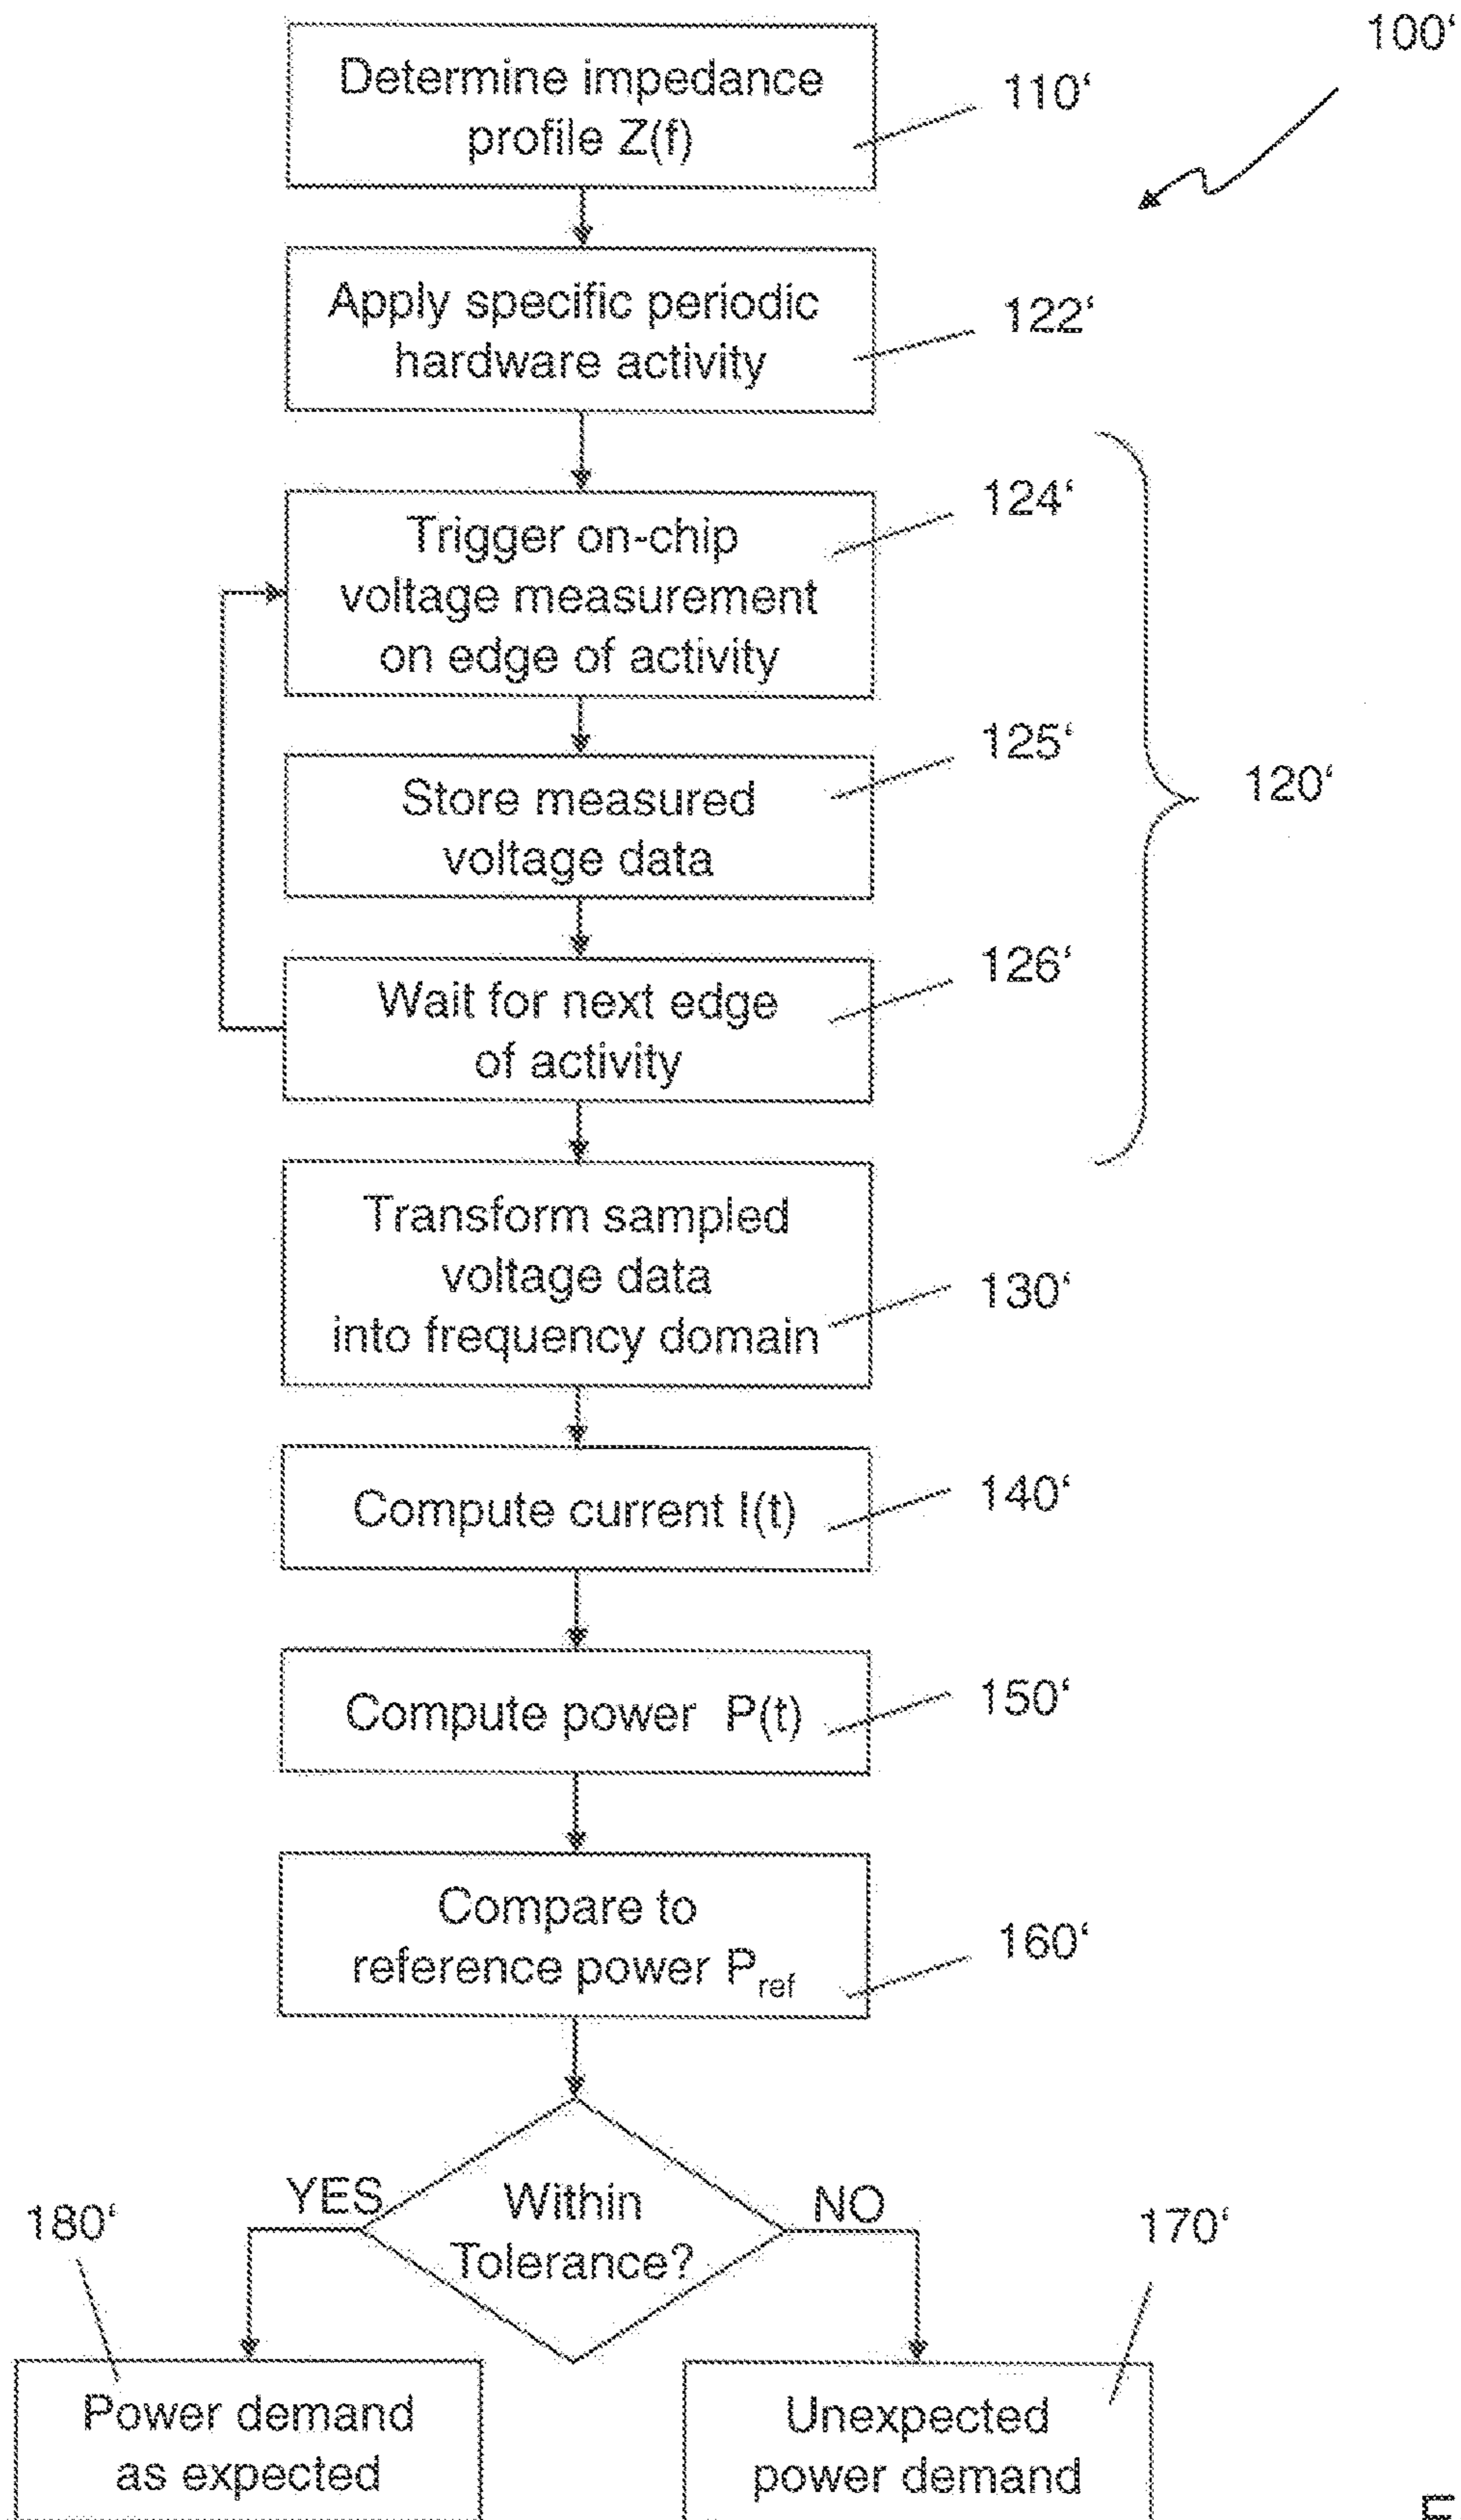 100‘
Determine impedance
profile Z(f)
110‘
Apply specific periodic
hardware activity
122‘
Trigger on-chip
voltage measurement
on edge of activity
124‘
Store measured
voltage data
125‘
120‘
Wait for next edge
of activity
126‘
Transform sampled
voltage data
into frequency domain
130‘
Compute current I(t)
140‘
Compute power P(t)
150‘
Compare to
reference power Pref
160‘
Within
Tolerance?
YES
NO
180‘
170‘
Power demand
as expected
Unexpected
power demand